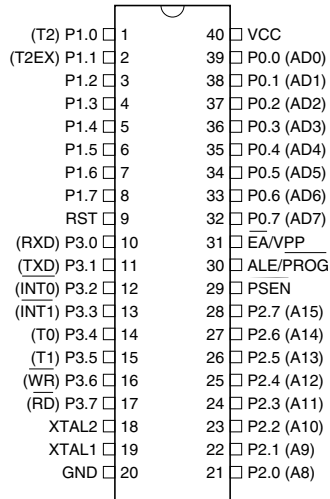 (T2) P1.0 1 40 VCC
(T2EX) P1.1 2 39 P0.0 (AD0)
P1.2 3 38 P0.1 (AD1)
P1.3 4 37 P0.2 (AD2)
P1.4 5 36 P0.3 (AD3)
P1.5 6 35 P0.4 (AD4)
P1.6 7 34 P0.5 (AD5)
P1.7 8 33 P0.6 (AD6)
RST 9 32 P0.7 (AD7)
(RXD) P3.0 10 31 EA/VPP
(TXD) P3.1 11 30 ALE/PROG
(INT0) P3.2 12 29 PSEN
(INT1) P3.3 13 28 P2.7 (A15)
(T0) P3.4 14 27 P2.6 (A14)
(T1) P3.5 15 26 P2.5 (A13)
(WR) P3.6 16 25 P2.4 (A12)
(RD) P3.7 17 24 P2.3 (A11)
XTAL2 18 23 P2.2 (A10)
XTAL1 19 22 P2.1 (A9)
GND 20 21 P2.0 (A8)